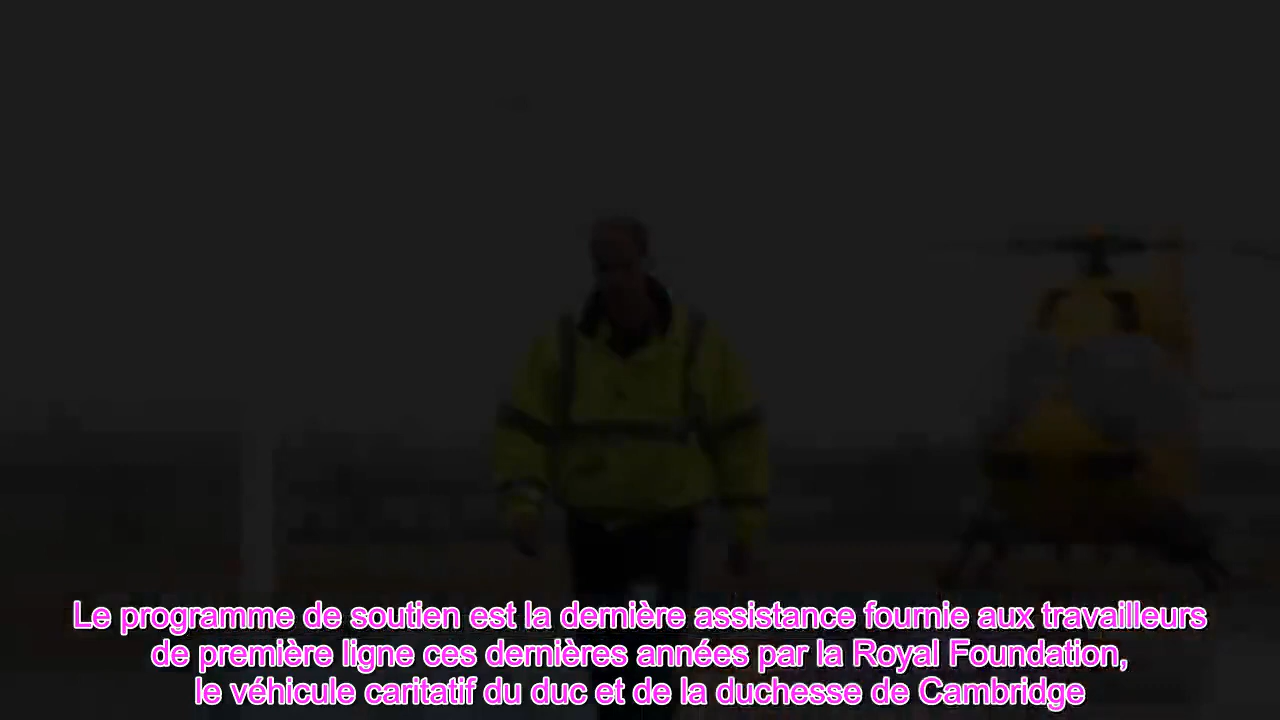 Le programme de soutien est la dernière assistance fournie aux travailleurs
de première ligne ces dernières années par la Royal Foundation,
le véhicule caritatif du duc et de la duchesse de Cambridge